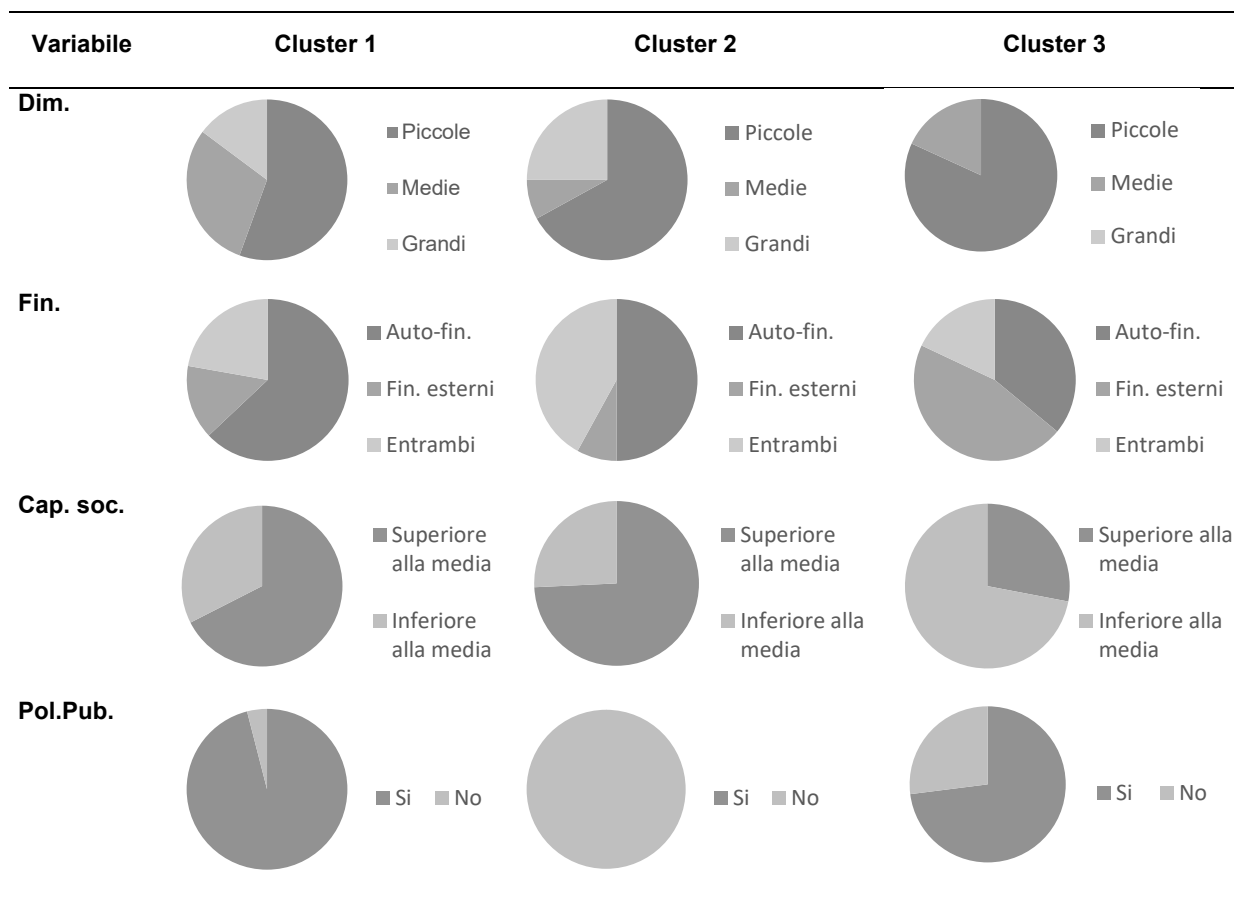 Variabile Cluster 1 Cluster 2 Cluster 3
Dim.
Piccole
Medie
Grandi
Piccole
Medie
Grandi
Piccole
Medie
Grandi
Fin.
Auto-fin.
Fin. esterni
Entrambi
Auto-fin.
Fin. esterni
Entrambi
Auto-fin.
Fin. esterni
Entrambi
Cap. soc.
Superiore
alla media
Inferiore
alla media
Superiore
alla media
Inferiore alla
media
Superiore alla
media
Inferiore alla
media
Pol.Pub.
Si No
Si No
Si No